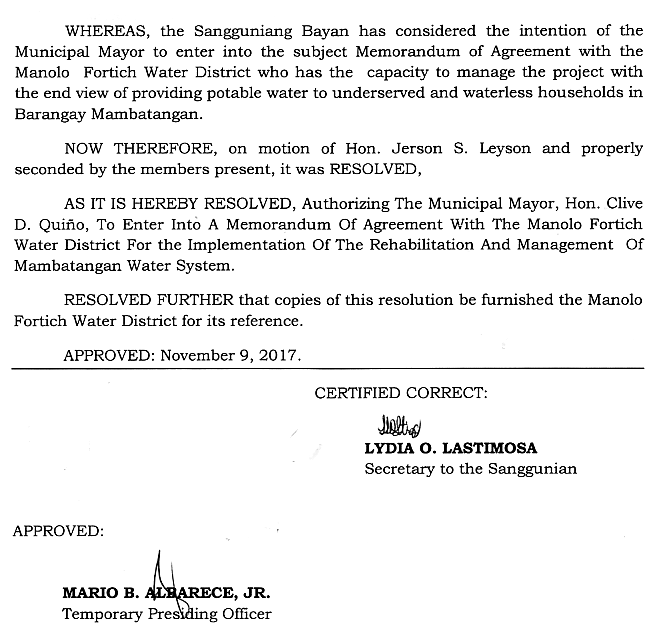 WHEREAS, the Sangguniang Bayan has considered the intention of the
Municipal Mayor to enter into the subject Memorandum of Agreement with the
Manolo Fortich Water District who has the capacity to manage the project with
the end view of providing potable water to underserved and waterless households in
Barangay Mambatangan.
NOW THEREFORE, on motion of Hon. Jerson S. Leyson and properly
seconded by the members present, it was RESOLVED,
AS IT IS HEREBY RESOLVED, Authorizing The Municipal Mayor, Hon. Clive
D. Quiño, To Enter Into A Memorandum Of Agreement With The Manolo Fortich
Water District For the Implementation Of The Rehabilitation And Management Of
Mambatangan Water System.
RESOLVED FURTHER that copies of this resolution be furnished the Manolo
Fortich Water District for its reference.
APPROVED: November 9, 2017.
CERTIFIED CORRECT:
LYDIA O. LASTIMOSA
Secretary to the Sanggunian
APPROVED:
MARIO B. ALBARECE, JR.
Temporary Presiding Officer